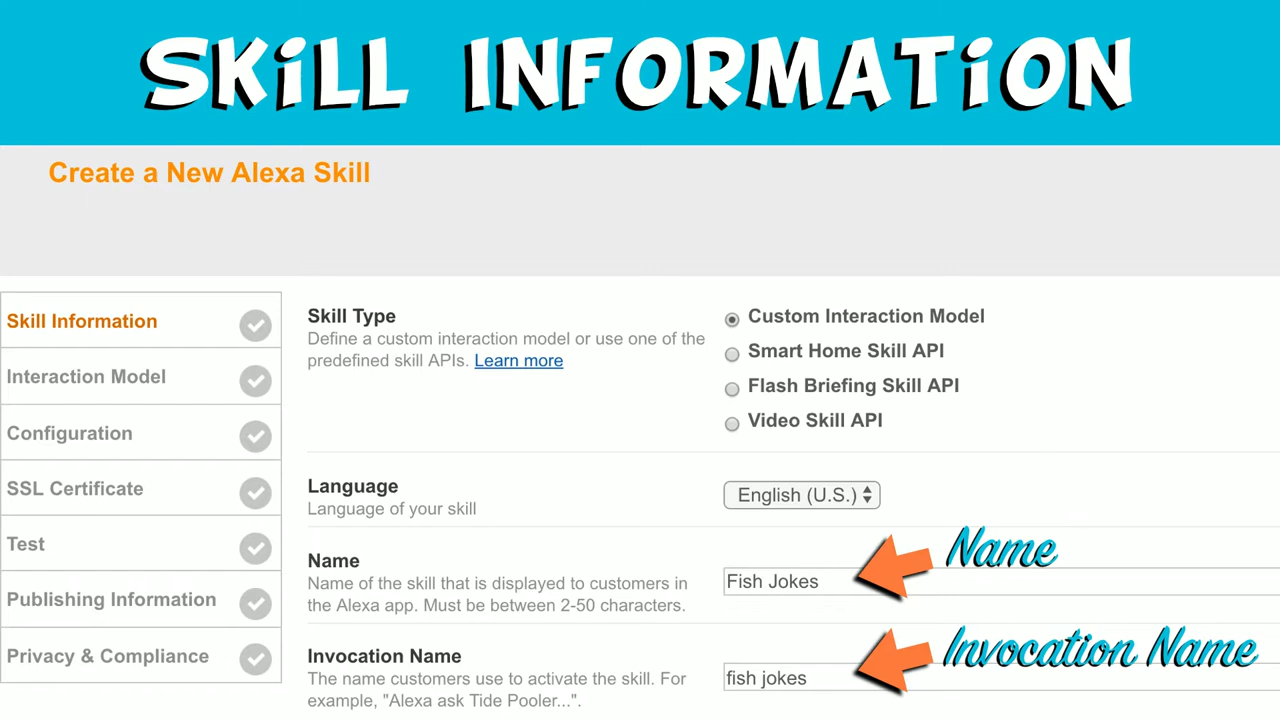 SKiLL INFORMATiON
Create a New Alexa Skill
Skill Information
Interaction Model
Configuration
SSL Certificate
Test
Publishing Information
Privacy & Compliance
Skill Type
Define a custom interaction model or use one of the
predefined skill APIs. Learn more
Custom Interaction Model
Smart Home Skill API
Flash Briefing Skill API
Video Skill API
Language
Language of your skill
English (U.S.)
Name
Name of the skill that is displayed to customers in
the Alexa app. Must be between 2-50 characters.
Fish Jokes
Name
Invocation Name
The name customers use to activate the skill. For
example, "Alexa ask Tide Pooler...".
fish jokes
Invocation Name